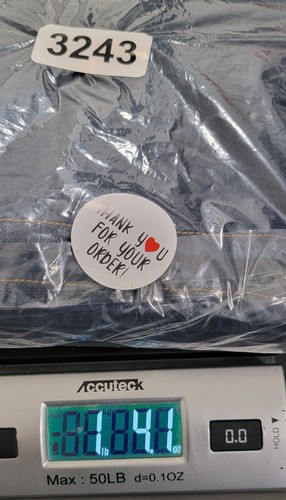 3243
THANK YOU
FOR YOUR
ORDER!
ACCUTECK
1 lb 4.1 oz
0.0
HOLD
Max : 50LB d=0.1OZ